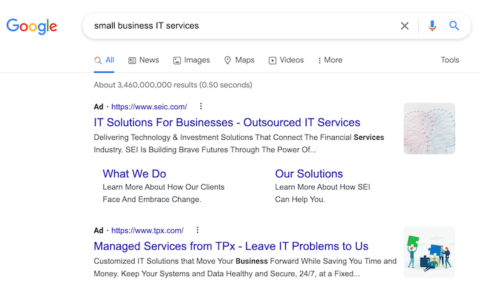 Google
small business IT services
All News Images Maps Videos More Tools
About 3,460,000,000 results (0.50 seconds)
Ad · https://www.seic.com/
IT Solutions For Businesses - Outsourced IT Services
Delivering Technology & Investment Solutions That Connect The Financial Services
Industry. SEI Is Building Brave Futures Through The Power Of...
What We Do
Learn More About How Our Clients
Face And Embrace Change.
Our Solutions
Learn More About How SEI
Can Help You.
Ad · https://www.tpx.com/
Managed Services from TPx - Leave IT Problems to Us
Customized IT Solutions that Move Your Business Forward While Saving You Time and
Money. Keep Your Systems and Data Healthy and Secure, 24/7, at a Fixed...